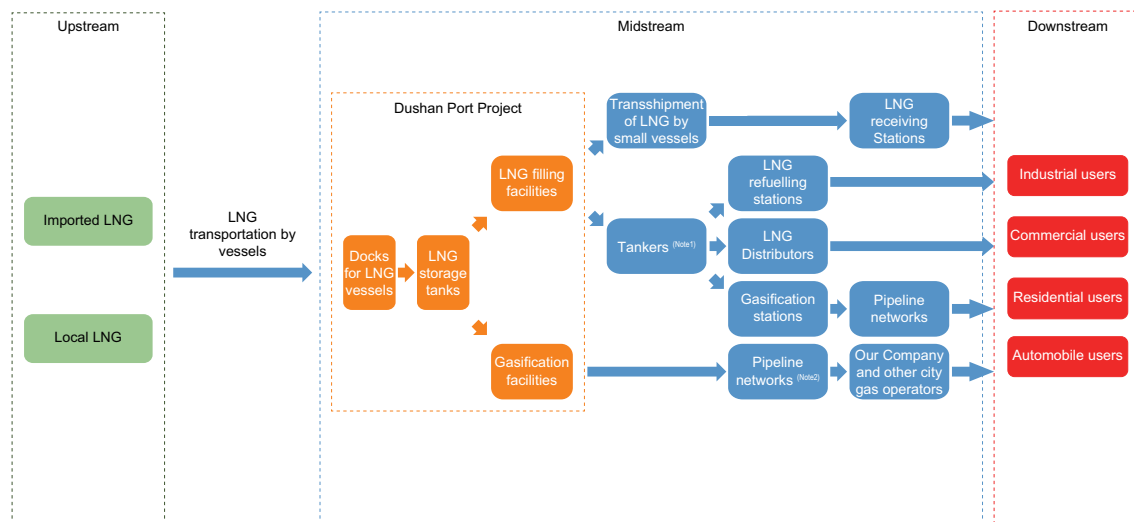 Upstream
Midstream
Downstream
Dushan Port Project
Transshipment
of LNG by
small vessels
LNG
receiving
Stations
LNG filling
facilities
LNG
refuelling
stations
Industrial users
Imported LNG
LNG
transportation by
vessels
Docks
for LNG
vessels
LNG
storage
tanks
Tankers (Note1)
LNG
Distributors
Commercial users
Gasification
stations
Pipeline
networks
Residential users
Local LNG
Gasification
facilities
Pipeline
networks (Note2)
Our Company
and other city
gas operators
Automobile users